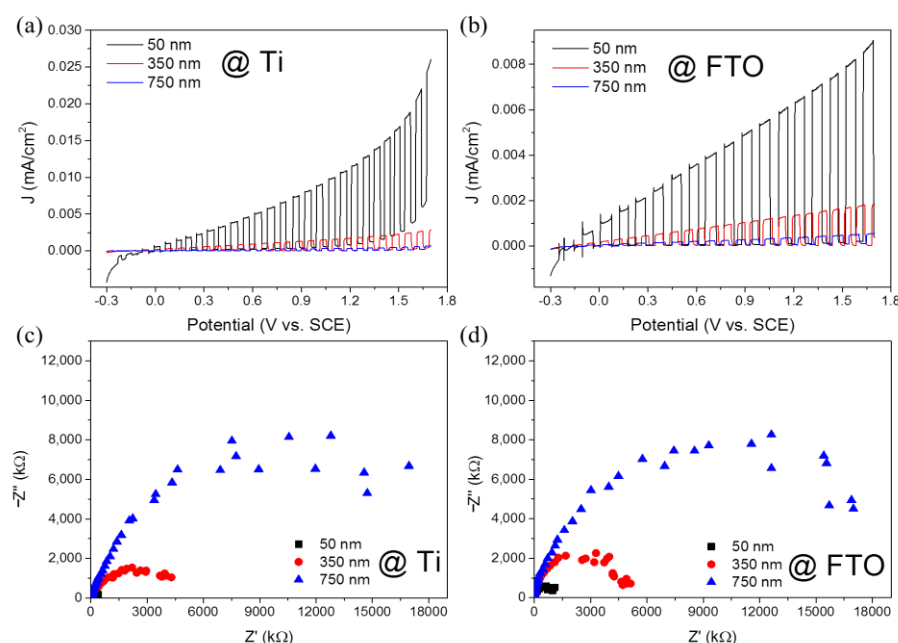 (a)
0.030
0.025
0.020
0.015
0.010
0.005
0.000
J (mA/cm²)
50 nm
350 nm
750 nm
@ Ti
-0.3 0.0 0.3 0.6 0.9 1.2 1.5 1.8
Potential (V vs. SCE)
(b)
0.008
0.006
0.004
0.002
0.000
J (mA/cm²)
50 nm
350 nm
750 nm
@ FTO
-0.3 0.0 0.3 0.6 0.9 1.2 1.5 1.8
Potential (V vs. SCE)
(c)
12,000
10,000
8,000
6,000
4,000
2,000
0
-Z" (kΩ)
50 nm
350 nm
750 nm
@ Ti
0 3000 6000 9000 12000 15000 18000
Z' (kΩ)
(d)
12,000
10,000
8,000
6,000
4,000
2,000
0
-Z" (kΩ)
50 nm
350 nm
750 nm
@ FTO
0 3000 6000 9000 12000 15000 18000
Z' (kΩ)